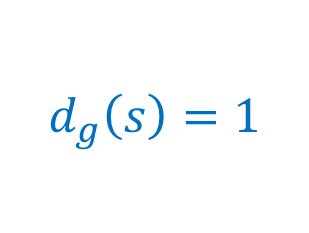 d_g(s) = 1